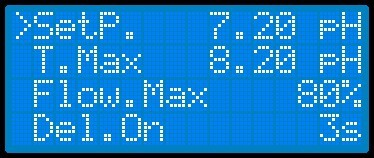 >SetP. 7.20 pH
T.Max 8.20 pH
Flow.Max 80%
Del.On 3s